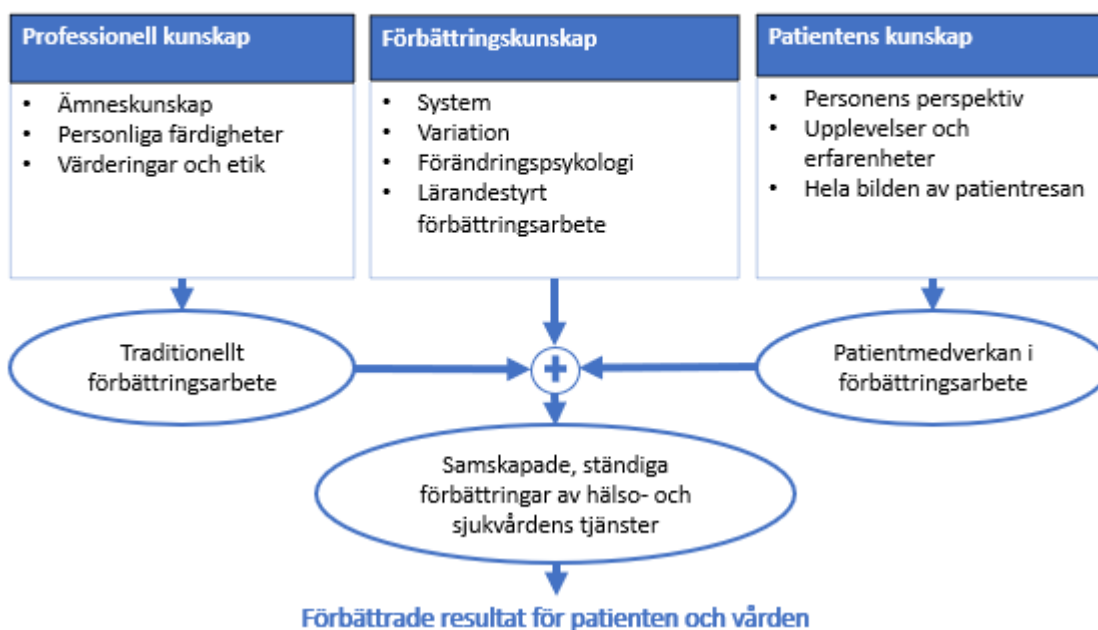 Professionell kunskap
• Ämneskunskap
• Personliga färdigheter
• Värderingar och etik
Förbättringskunskap
• System
• Variation
• Förändringspsykologi
• Lärandestyrt
förbättringsarbete
Patientens kunskap
• Personens perspektiv
• Upplevelser och
erfarenheter
• Hela bilden av patientresan
Traditionellt
förbättringsarbete
+
Patientmedverkan i
förbättringsarbete
Samskapade, ständiga
förbättringar av hälso- och
sjukvårdens tjänster
Förbättrade resultat för patienten och vården